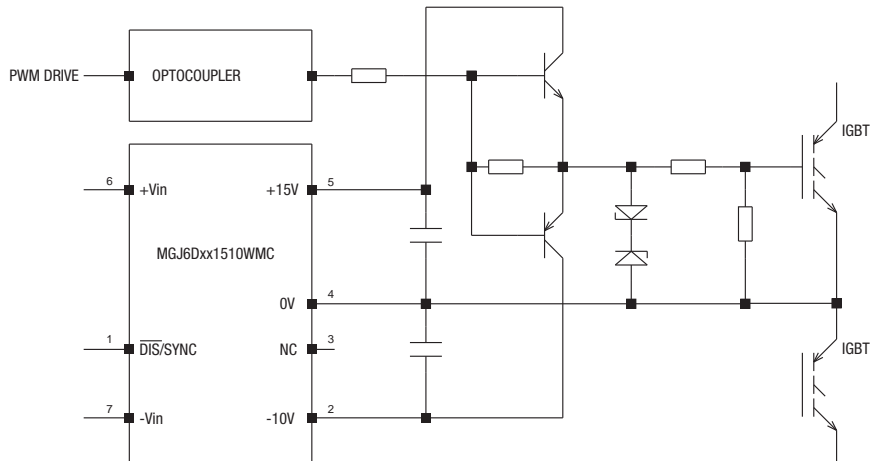 PWM DRIVE
OPTOCOUPLER
IGBT
6
+Vin
+15V
5
MGJ6Dxx1510WMC
0V
4
1
DIS/SYNC
NC
3
IGBT
7
-Vin
-10V
2